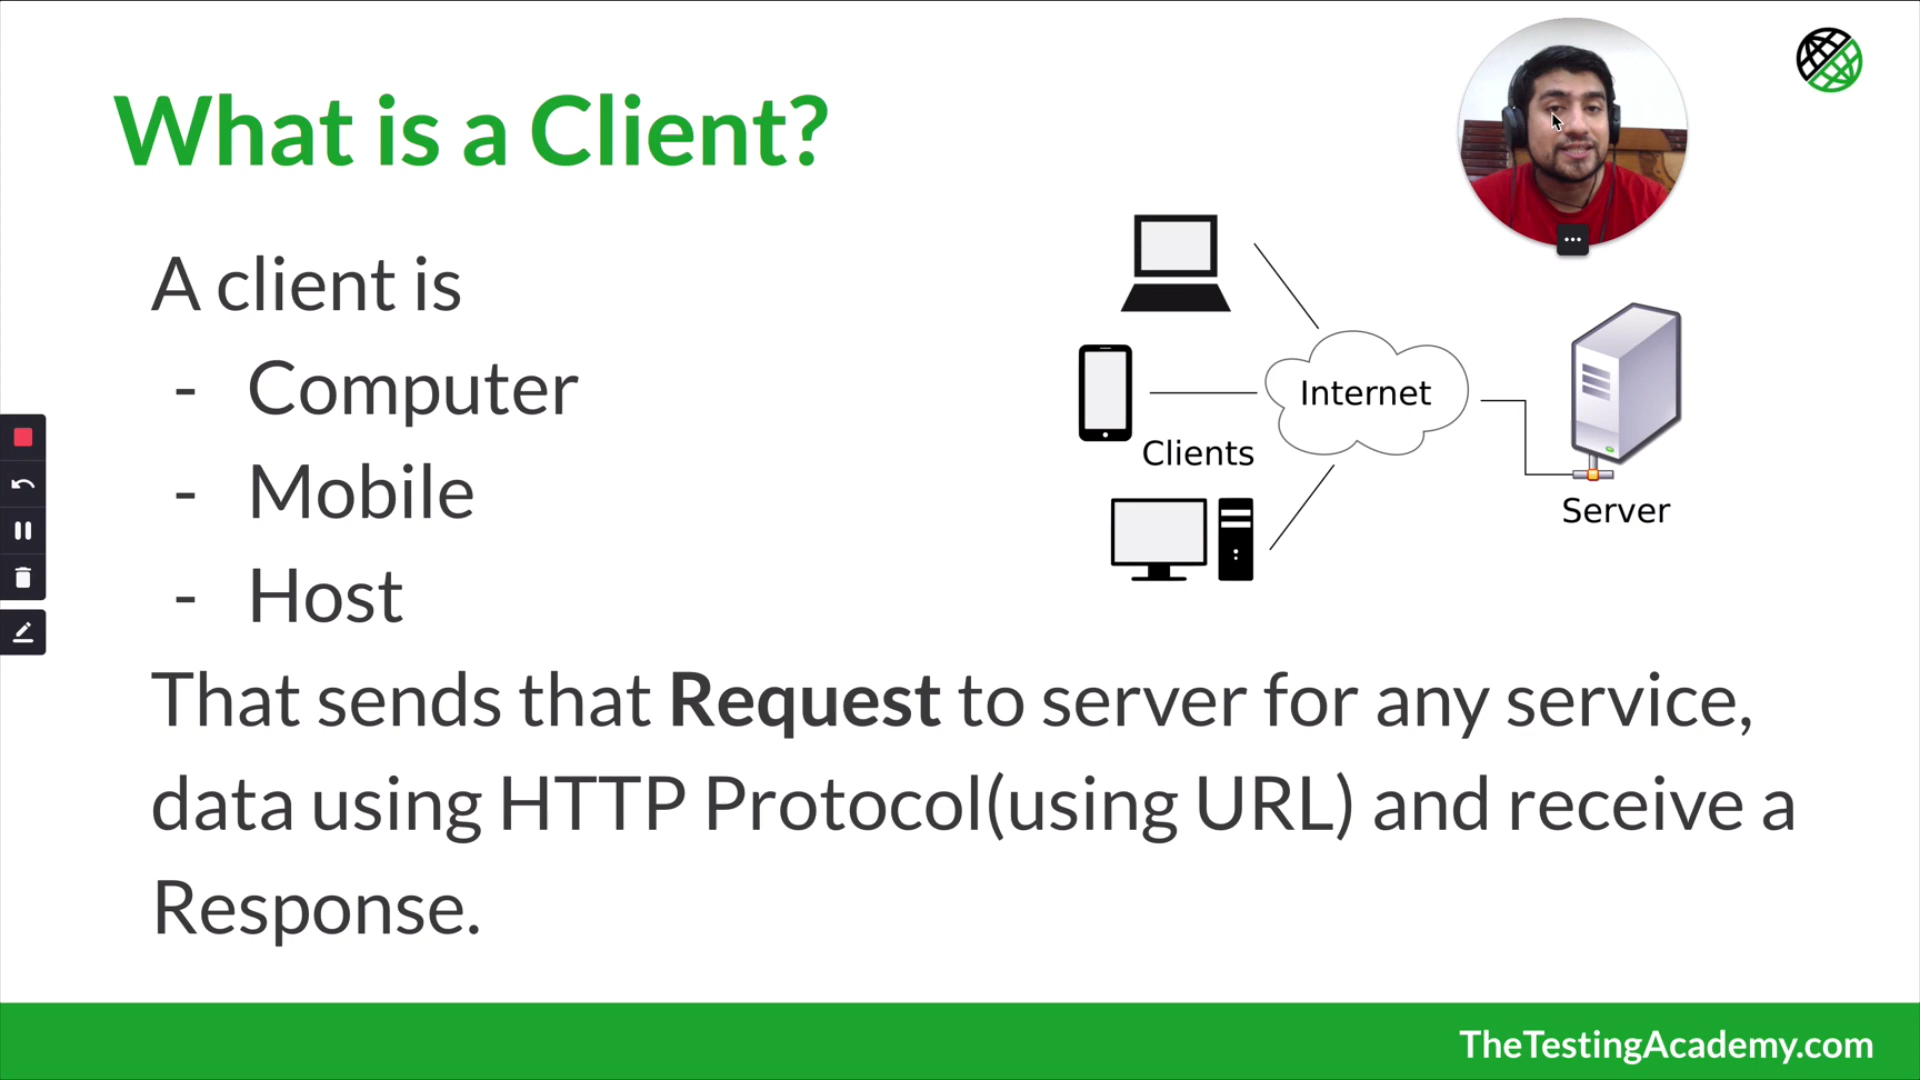 What is a Client?
A client is
- Computer
- Mobile
- Host
That sends that Request to server for any service,
data using HTTP Protocol(using URL) and receive a
Response.
Internet
Clients
Server
TheTestingAcademy.com